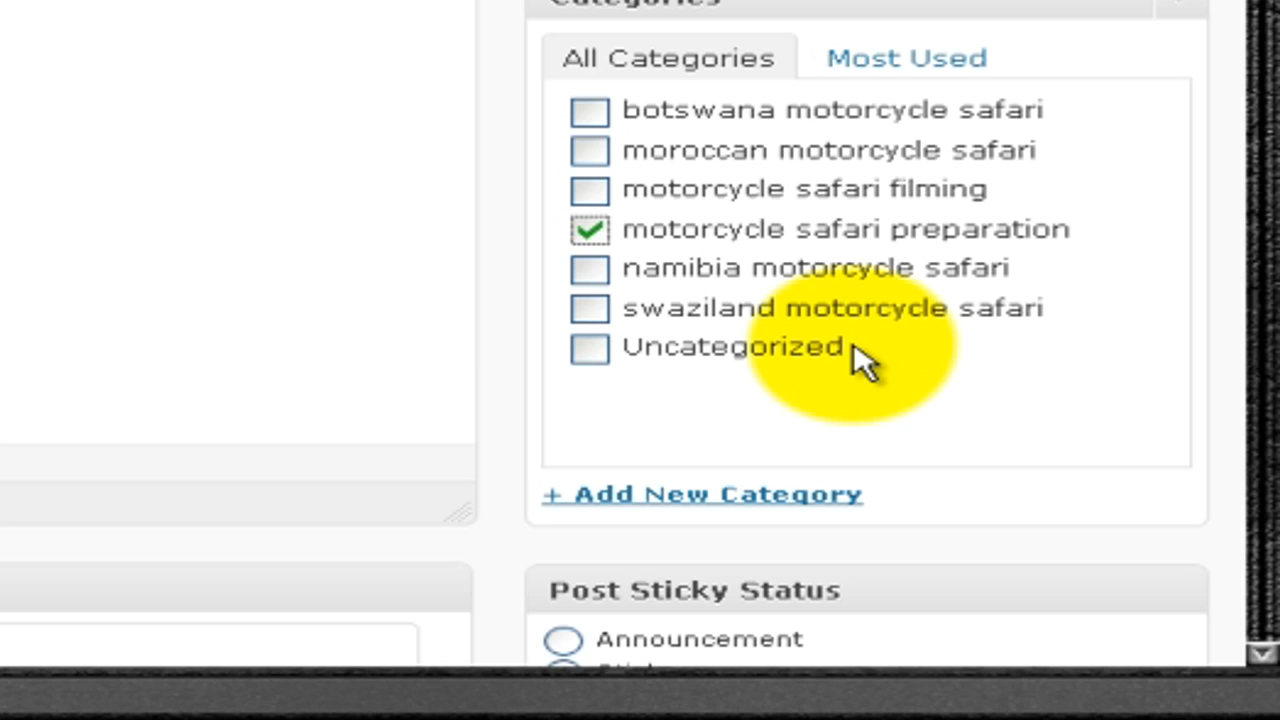 Categories
All Categories
Most Used
botswana motorcycle safari
moroccan motorcycle safari
motorcycle safari filming
motorcycle safari preparation
namibia motorcycle safari
swaziland motorcycle safari
Uncategorized
+ Add New Category
Post Sticky Status
Announcement